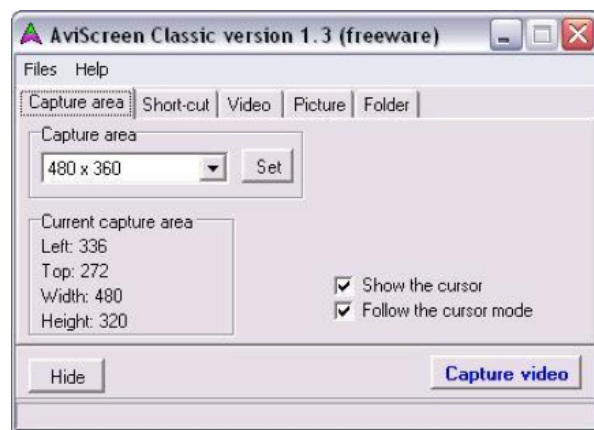 AviScreen Classic version 1.3 (freeware)
Files Help
Capture area Short-cut Video Picture Folder
Capture area
480 x 360 Set
Current capture area
Left: 336
Top: 272
Width: 480
Height: 320
Show the cursor
Follow the cursor mode
Hide Capture video